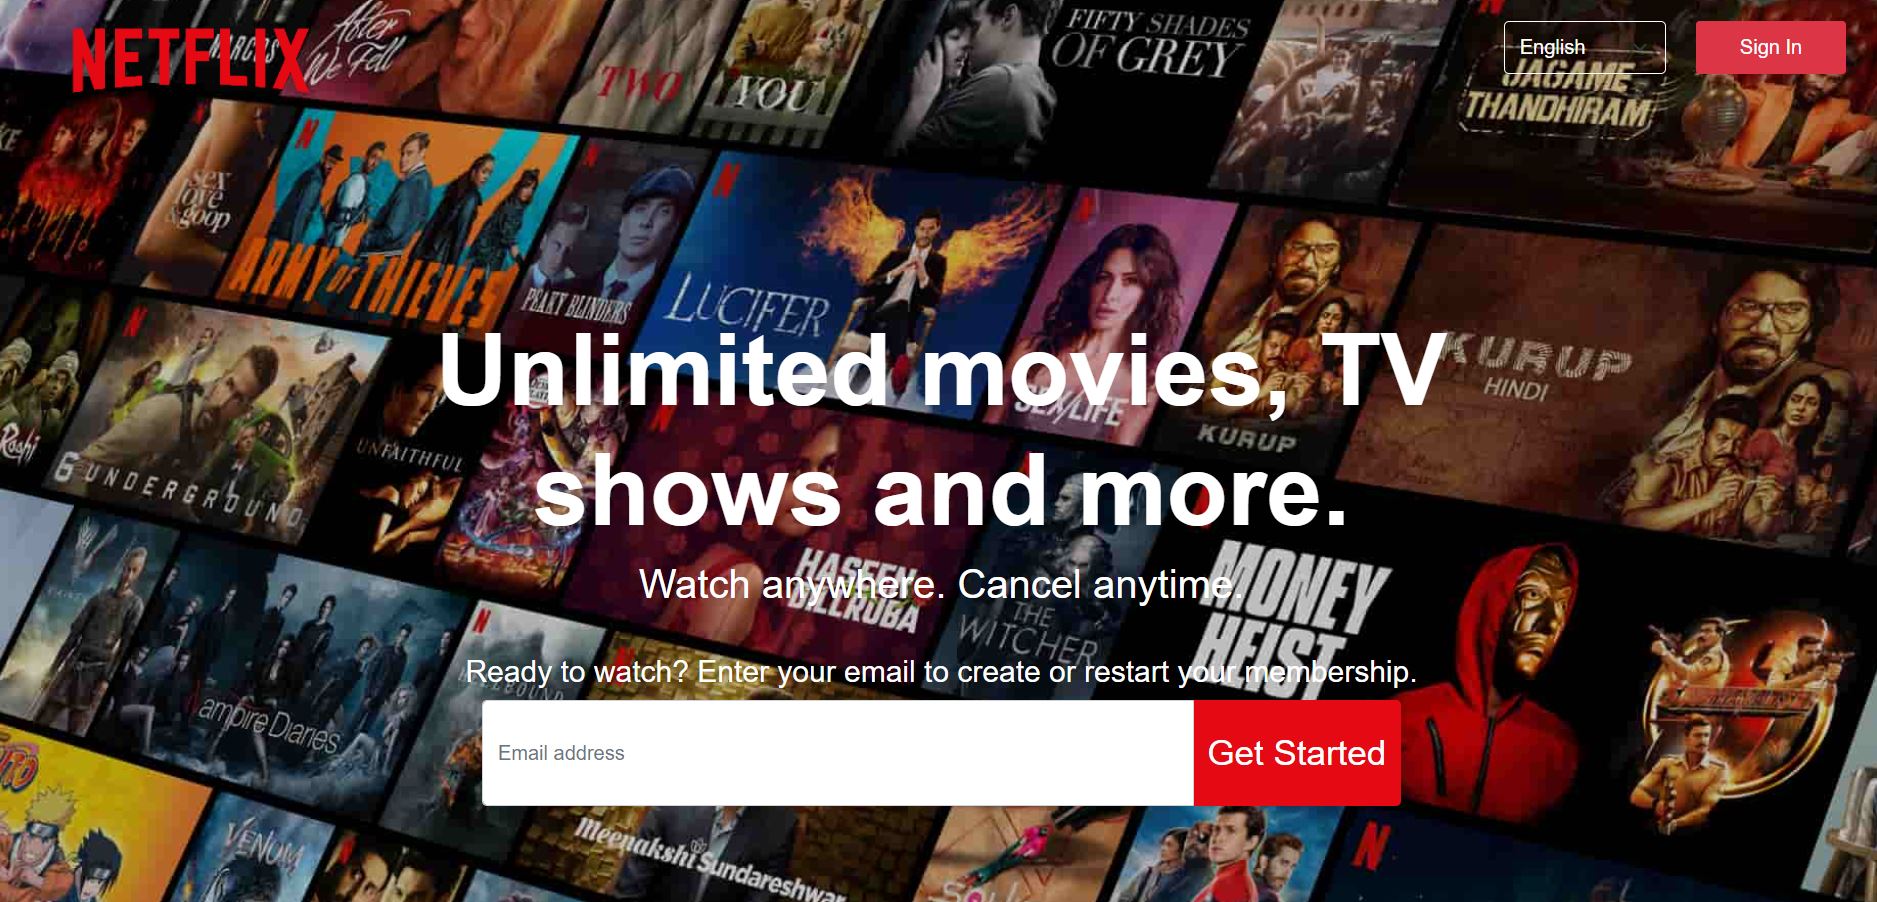 NETFLIX
NARCOS
After
We Fell
TWO
YOU
FIFTY SHADES
OF GREY
English
Sign In
JAGAME
THANDHIRAM
KE
sex
love
& goop
ARMY OF THIEVES
PEAKY BLINDERS
LUCIFER
SEX/LIFE
KURUP
KURUP
HINDI
Unlimited movies, TV
shows and more.
Rashi
6 UNDERGROUND
UNFAITHFUL
HASEEN
DILLRUBA
THE
WITCHER
MONEY
HEIST
Watch anywhere. Cancel anytime.
Ready to watch? Enter your email to create or restart your membership.
Vampire Diaries
Email address
Get Started
VENOM
Meenakshi Sundareshwar